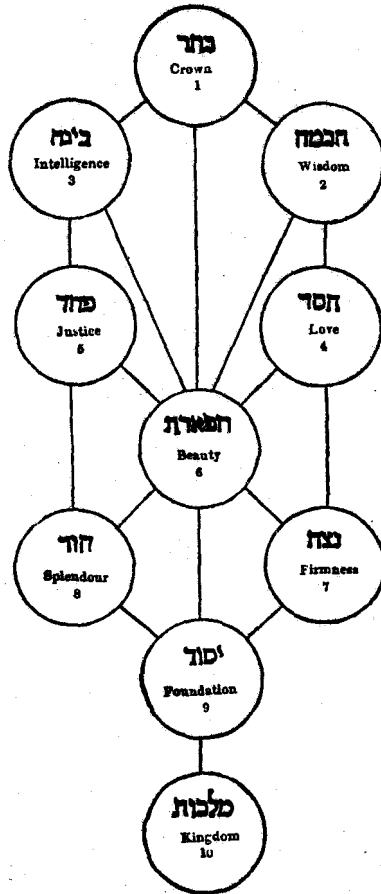 כתר
Crown
1
בינה
Intelligence
3
חכמה
Wisdom
2
פחד
Justice
5
חסד
Love
4
תפארת
Beauty
6
הוד
Splendour
8
נצח
Firmness
7
יסוד
Foundation
9
מלכות
Kingdom
10